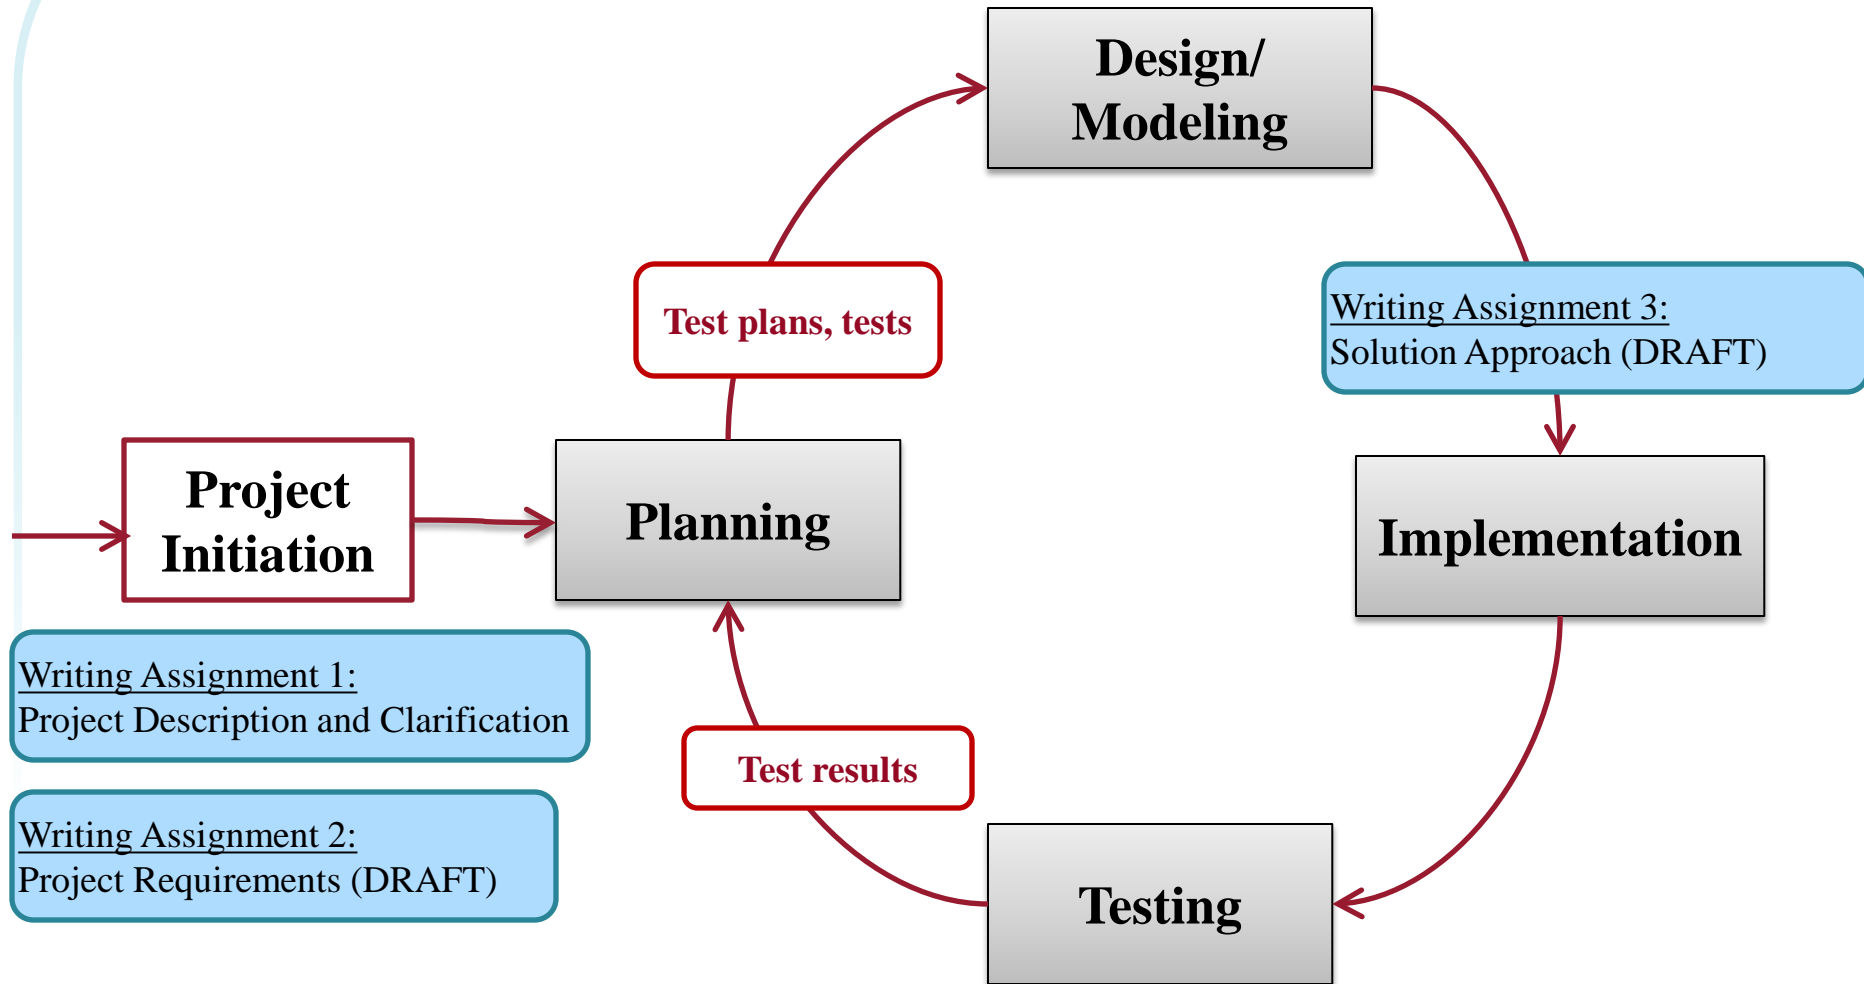 Design/
Modeling
Test plans, tests
Writing Assignment 3:
Solution Approach (DRAFT)
Project
Initiation
Planning
Implementation
Writing Assignment 1:
Project Description and Clarification
Test results
Writing Assignment 2:
Project Requirements (DRAFT)
Testing